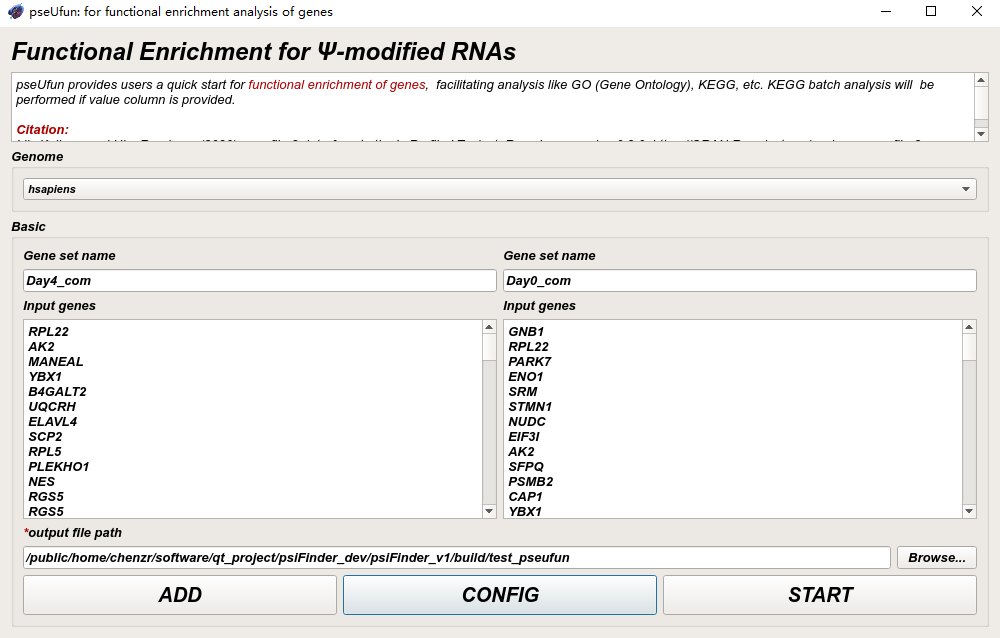 pseUfun: for functional enrichment analysis of genes
Functional Enrichment for Ψ-modified RNAs
pseUfun provides users a quick start for functional enrichment of genes, facilitating analysis like GO (Gene Ontology), KEGG, etc. KEGG batch analysis will be
performed if value column is provided.
Citation:
Genome
hsapiens
Basic
Gene set name
Gene set name
Day4_com
Day0_com
Input genes
Input genes
RPL22
AK2
MANEAL
YBX1
B4GALT2
UQCRH
ELAVL4
SCP2
RPL5
PLEKHO1
NES
RGS5
RGS5
GNB1
RPL22
PARK7
ENO1
SRM
STMN1
NUDC
EIF3I
AK2
SFPQ
PSMB2
CAP1
YBX1
*output file path
/public/home/chenzr/software/qt_project/psiFinder_dev/psiFinder_v1/build/test_pseufun
Browse...
ADD
CONFIG
START